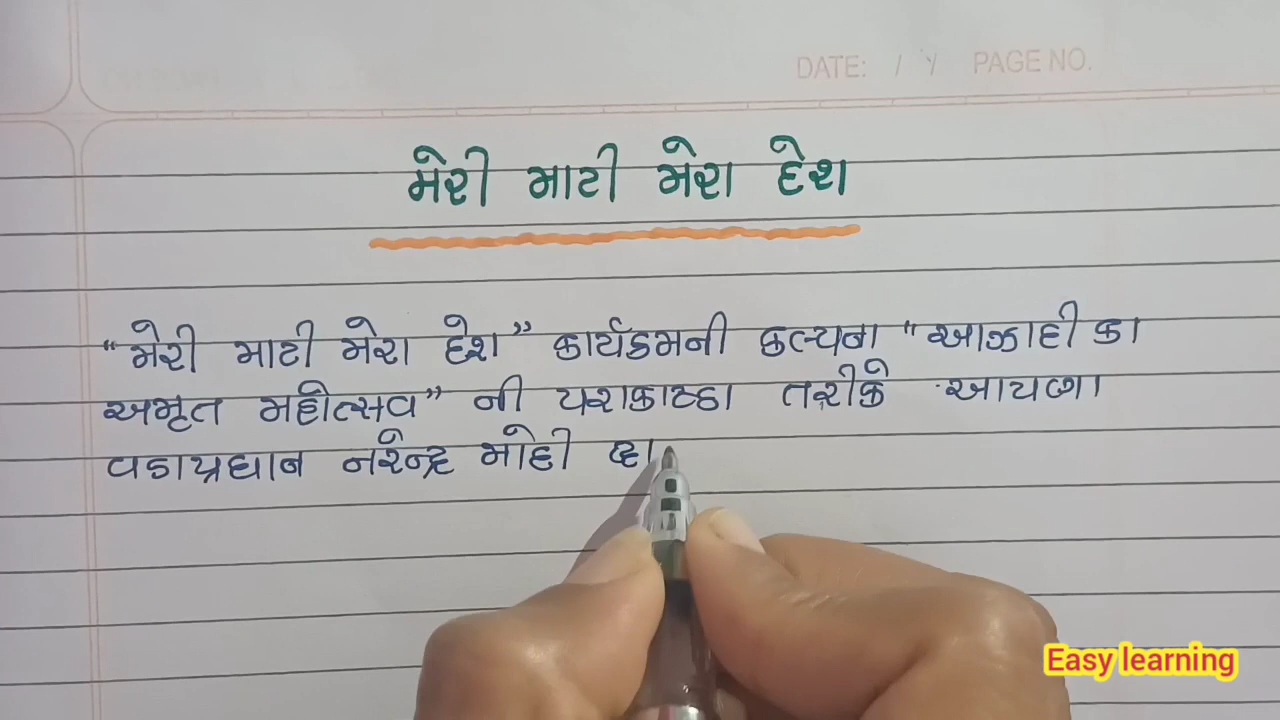 DATE: / / PAGE NO.
મેરી માટી મેરા દેશ
"મેરી માટી મેરા દેશ" કાર્યક્રમની કલ્પના "આઝાદી કા
અમૃત મહોત્સવ" ની પરાકાષ્ઠા તરીકે આપણા
વડાપ્રધાન નરેન્દ્ર મોદી દ્વા
Easy learning